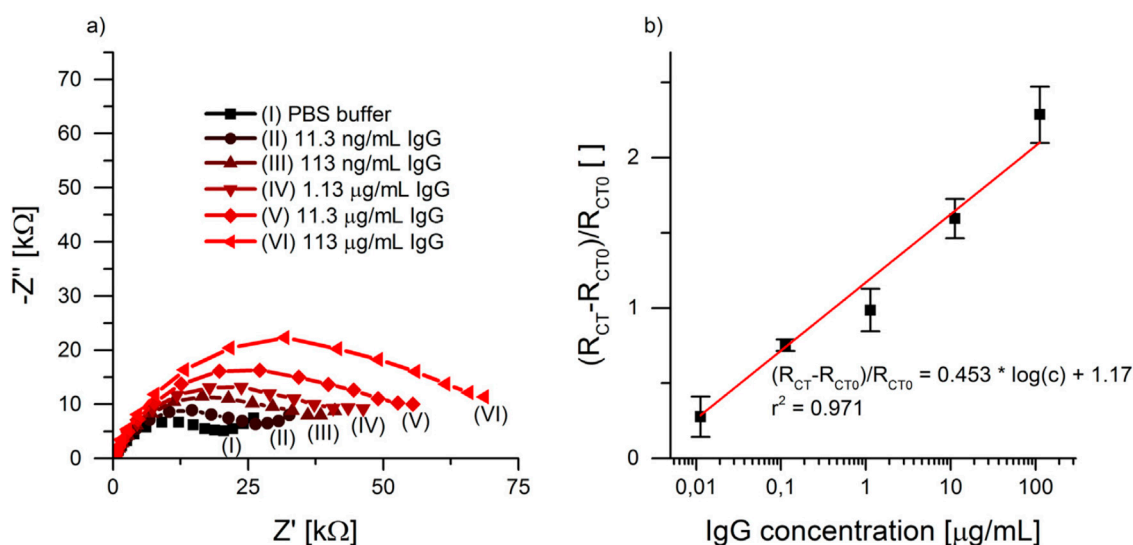 a)
75
70
60
50
40
30
20
10
0
-Z'' [kΩ]
(I) PBS buffer
(II) 11.3 ng/mL IgG
(III) 113 ng/mL IgG
(IV) 1.13 μg/mL IgG
(V) 11.3 μg/mL IgG
(VI) 113 μg/mL IgG
(I)
(II)
(III)
(IV)
(V)
(VI)
0
25
50
75
Z' [kΩ]
b)
2
1
0
(R_CT-R_CT0)/R_CT0 [ ]
(R_CT-R_CT0)/R_CT0 = 0.453 * log(c) + 1.17
r² = 0.971
0,01
0,1
1
10
100
IgG concentration [μg/mL]